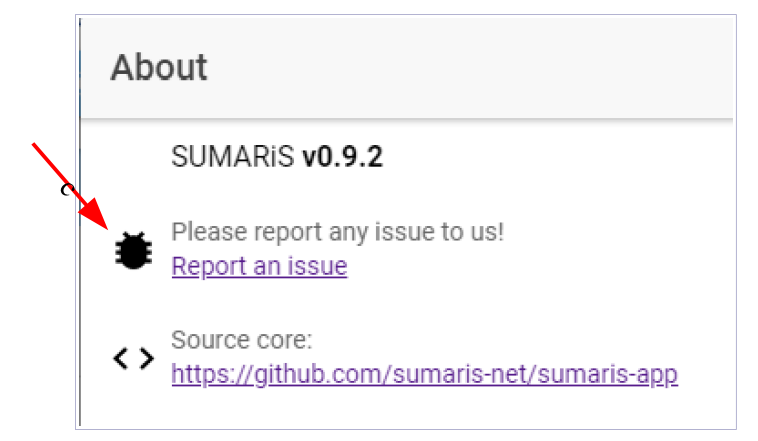 About
SUMARiS v0.9.2
Please report any issue to us!
Report an issue
Source core:
https://github.com/sumaris-net/sumaris-app